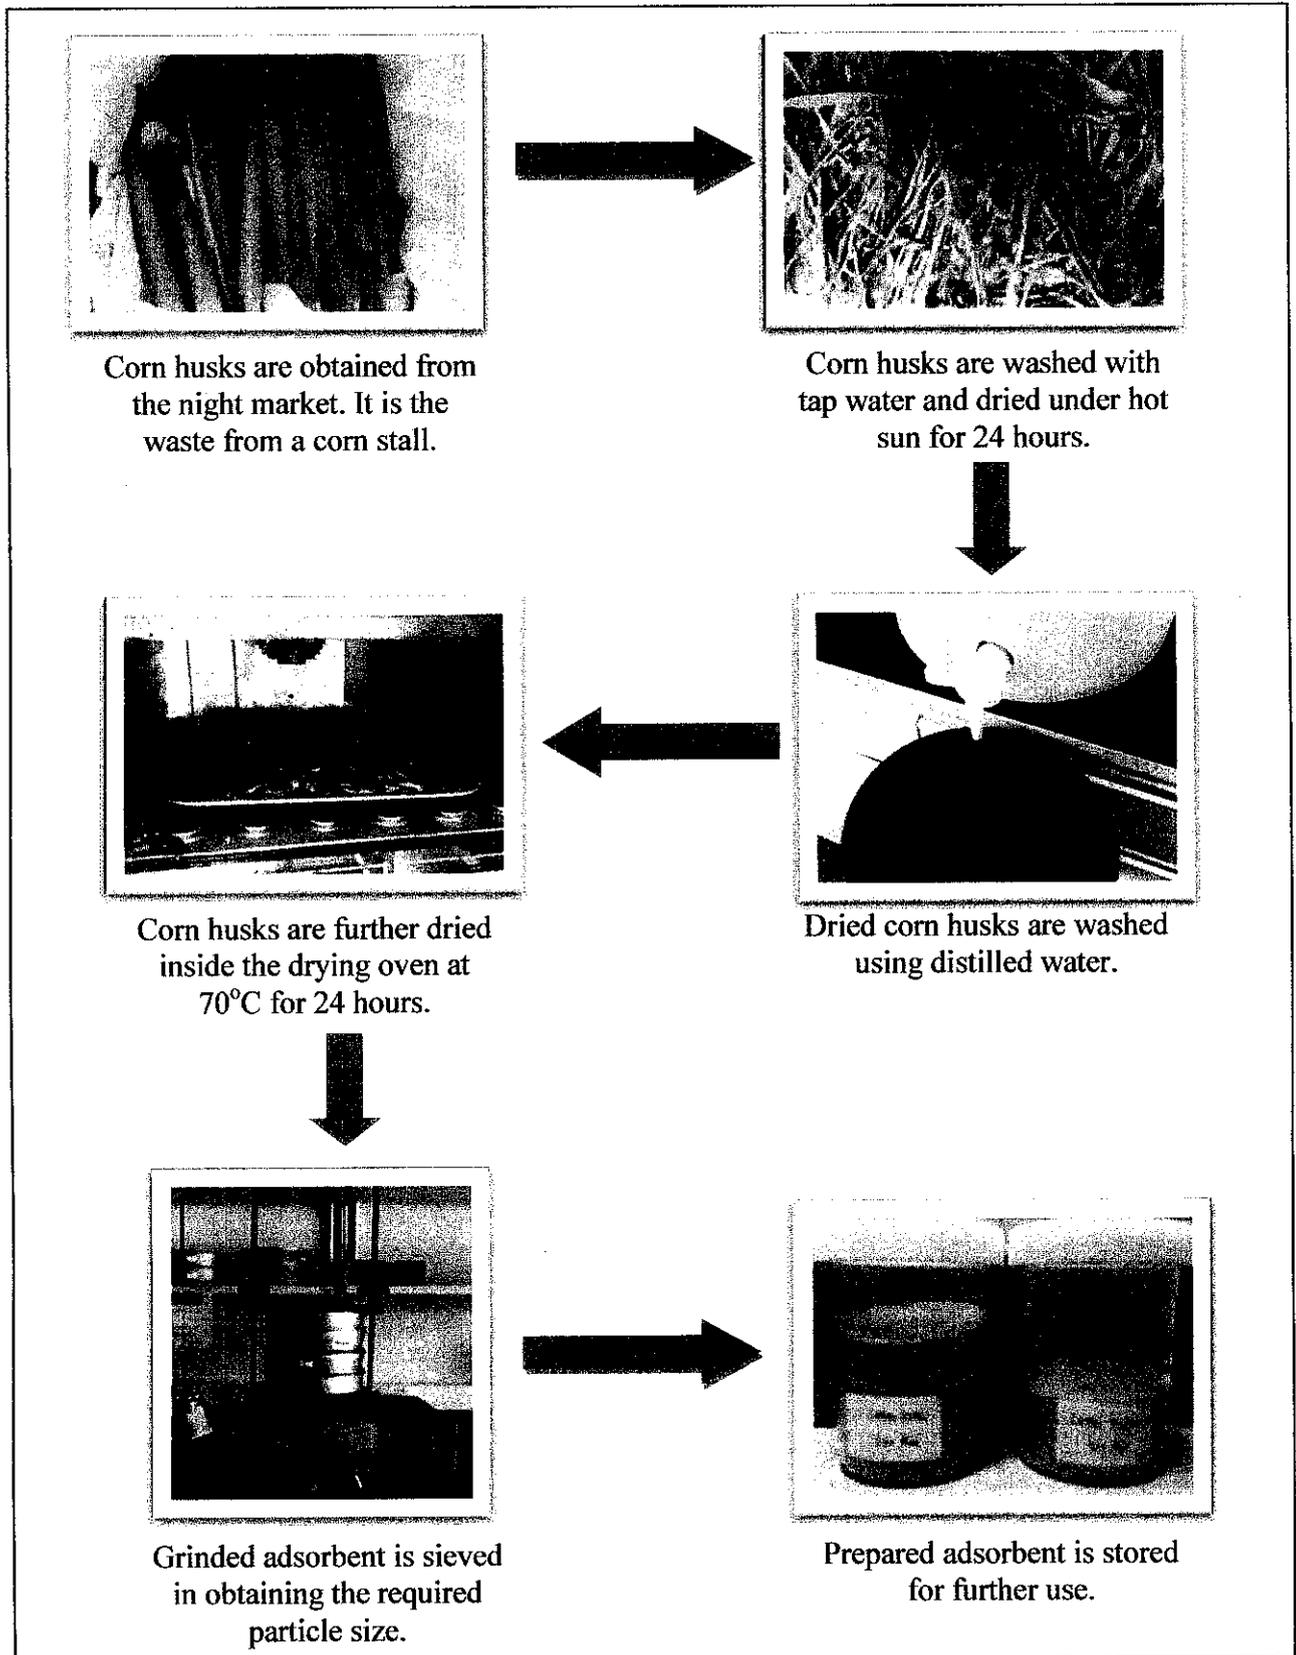 Corn husks are obtained from
the night market. It is the
waste from a corn stall.
Corn husks are washed with
tap water and dried under hot
sun for 24 hours.
Dried corn husks are washed
using distilled water.
Corn husks are further dried
inside the drying oven at
70°C for 24 hours.
Grinded adsorbent is sieved
in obtaining the required
particle size.
Prepared adsorbent is stored
for further use.